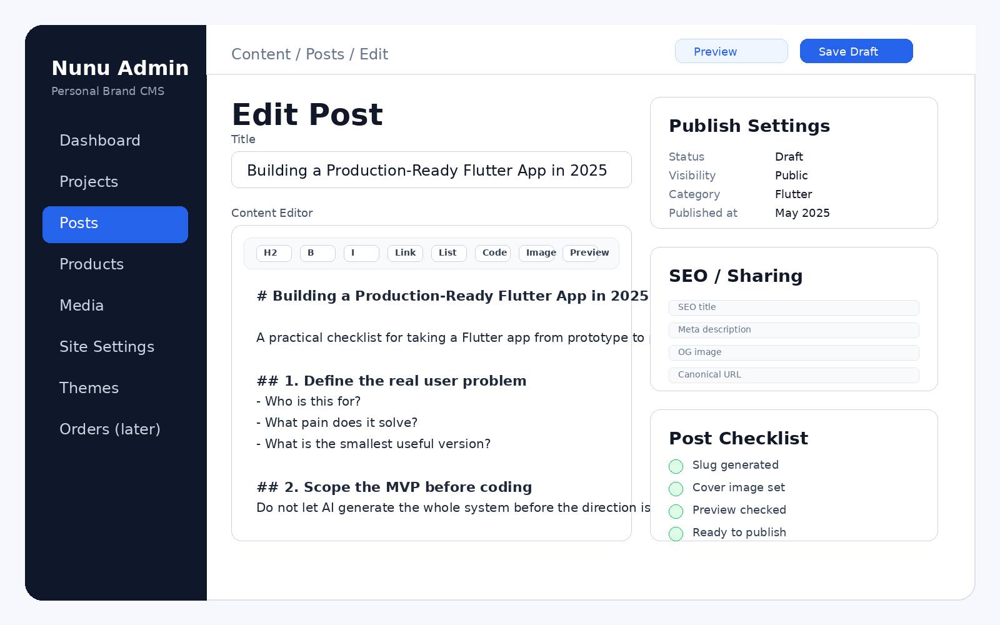 Nunu Admin
Personal Brand CMS
Dashboard
Projects
Posts
Products
Media
Site Settings
Themes
Orders (later)
Content / Posts / Edit
Preview
Save Draft
Edit Post
Title
Building a Production-Ready Flutter App in 2025
Content Editor
H2 B I Link List Code Image Preview
# Building a Production-Ready Flutter App in 2025
A practical checklist for taking a Flutter app from prototype to
## 1. Define the real user problem
- Who is this for?
- What pain does it solve?
- What is the smallest useful version?
## 2. Scope the MVP before coding
Do not let AI generate the whole system before the direction is
Publish Settings
Status Draft
Visibility Public
Category Flutter
Published at May 2025
SEO / Sharing
SEO title
Meta description
OG image
Canonical URL
Post Checklist
Slug generated
Cover image set
Preview checked
Ready to publish